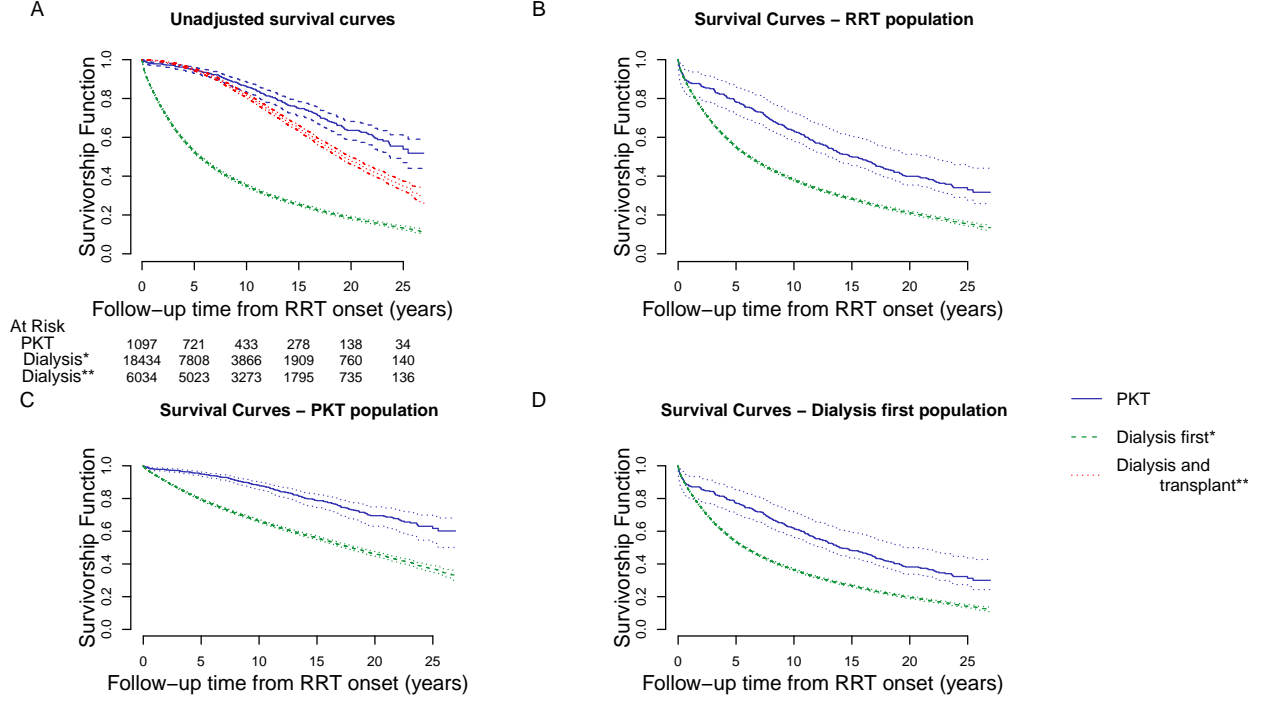 A
Unadjusted survival curves
Survivorship Function
0.0 0.2 0.4 0.6 0.8 1.0
0 5 10 15 20 25
Follow−up time from RRT onset (years)
At Risk
PKT 1097 721 433 278 138 34
Dialysis* 18434 7808 3866 1909 760 140
Dialysis** 6034 5023 3273 1795 735 136
B
Survival Curves − RRT population
Survivorship Function
0.0 0.2 0.4 0.6 0.8 1.0
0 5 10 15 20 25
Follow−up time from RRT onset (years)
C
Survival Curves − PKT population
Survivorship Function
0.0 0.2 0.4 0.6 0.8 1.0
0 5 10 15 20 25
Follow−up time from RRT onset (years)
D
Survival Curves − Dialysis first population
Survivorship Function
0.0 0.2 0.4 0.6 0.8 1.0
0 5 10 15 20 25
Follow−up time from RRT onset (years)
PKT
Dialysis first*
Dialysis and
transplant**